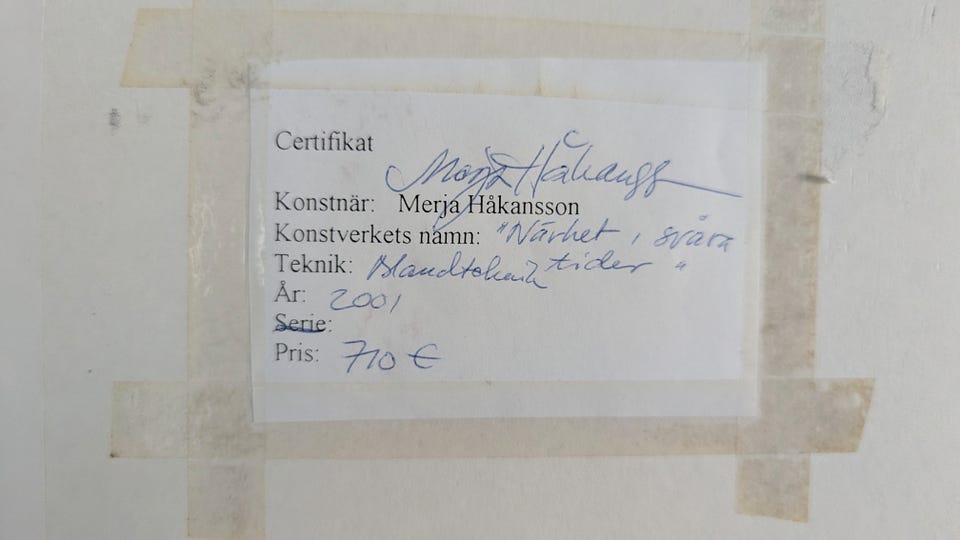 Certifikat
Merja Håkansson
Konstnär: Merja Håkansson
Konstverkets namn: "Närhet i svåra
Teknik: Blandteknik tider"
År: 2001
Serie:
Pris: 710 €